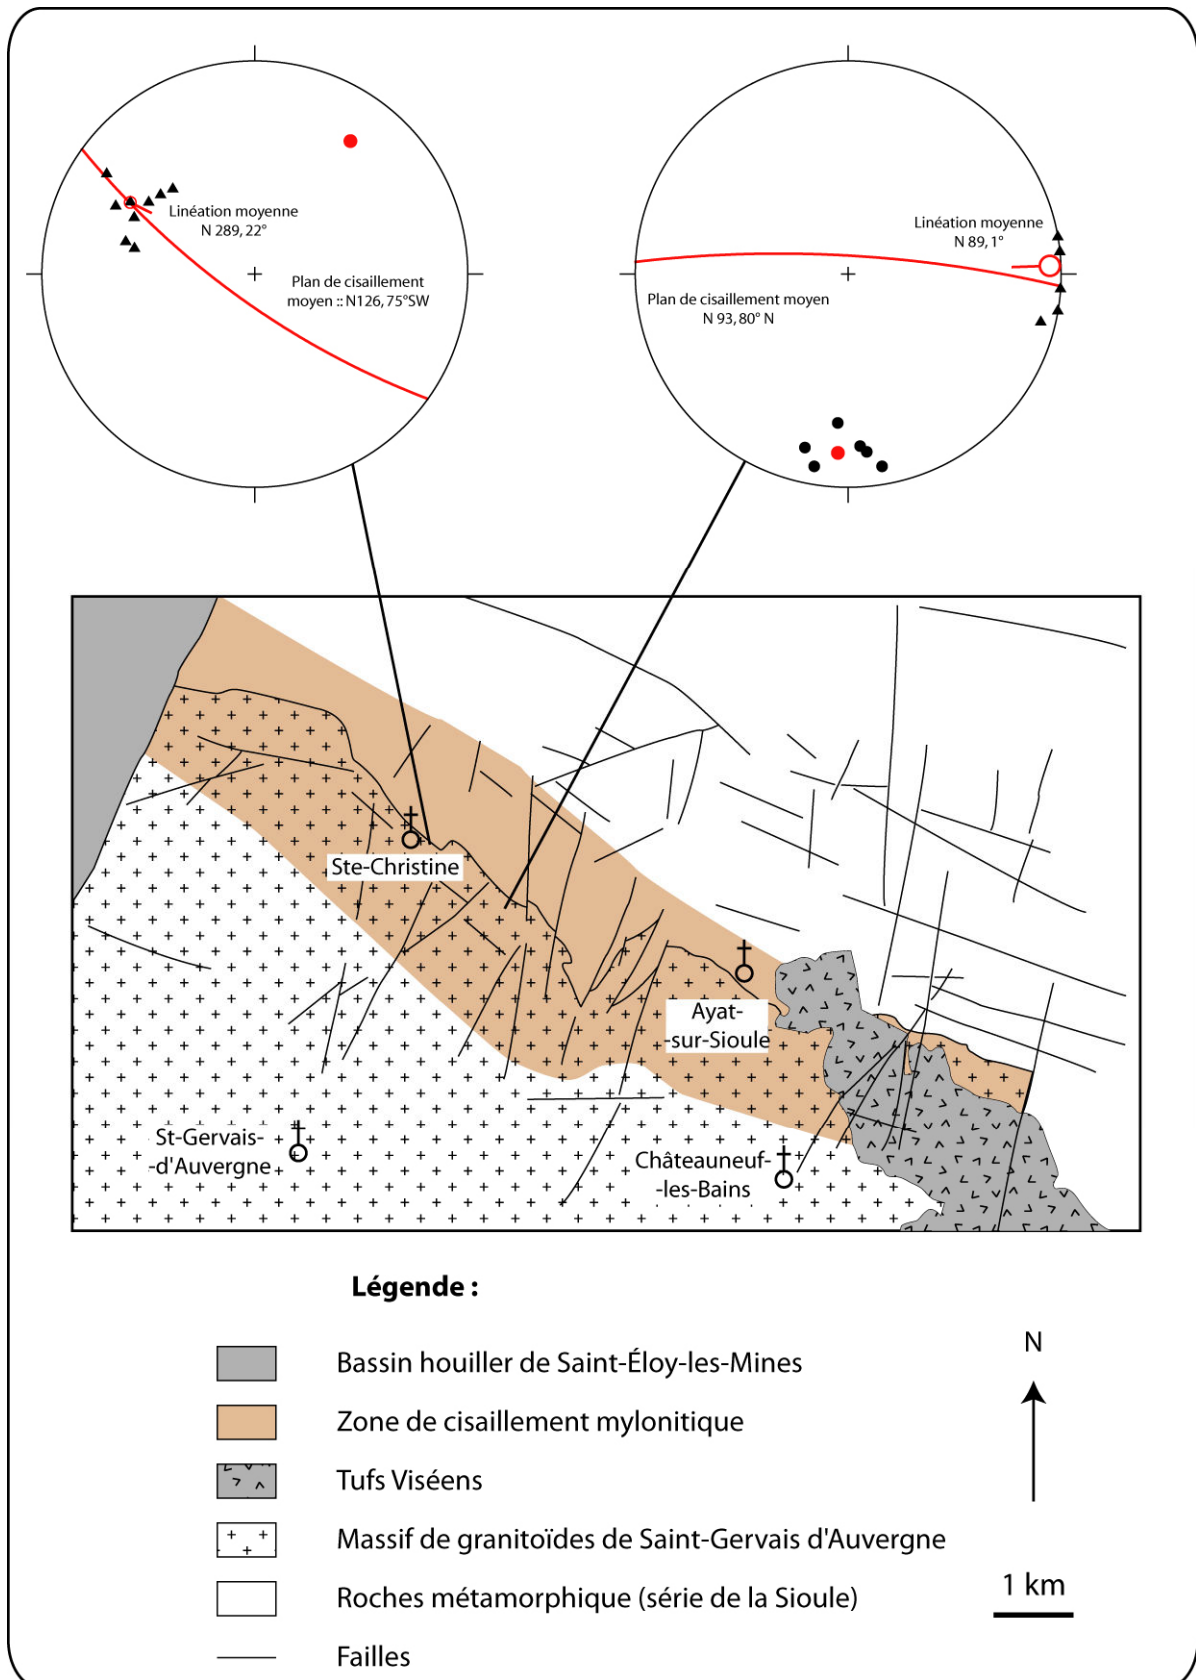 Linéation moyenne
N 289, 22°
Plan de cisaillement
moyen :: N126, 75°SW
Linéation moyenne
N 89, 1°
Plan de cisaillement moyen
N 93, 80° N
Ste-Christine
Ayat-
-sur-Sioule
St-Gervais-
-d'Auvergne
Châteauneuf-
-les-Bains
Légende :
Bassin houiller de Saint-Éloy-les-Mines
Zone de cisaillement mylonitique
Tufs Viséens
Massif de granitoïdes de Saint-Gervais d'Auvergne
Roches métamorphique (série de la Sioule)
Failles
N
1 km